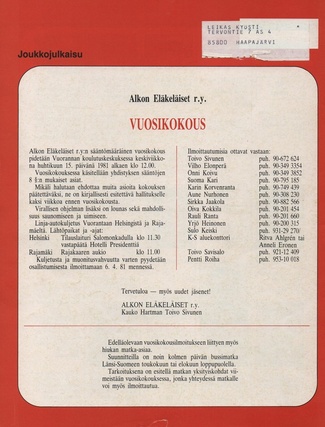 LEIKAS KYÖSTI
TERVORTIE 7 AS 4
85800 HAAPAJÄRVI
Joukkojulkaisu
Alkon Eläkeläiset r.y.
VUOSIKOKOUS
Alkon Eläkeläiset r.y:n sääntömääräinen vuosikokous
pidetään Vuorannan koulutuskeskuksessa keskiviikko-
na huhtikuun 15. päivänä 1981 alkaen klo 12.00.
Vuosikokouksessa käsitellään yhdistyksen sääntöjen
8 §:n mukaiset asiat.
Mikäli halutaan ehdottaa muita asioita kokouksen
päätettäväksi, ne on kirjallisesti esitettävä hallitukselle
kaksi viikkoa ennen vuosikokousta.
Virallisen ohjelman lisäksi on lounas sekä mahdolli-
suus saunomiseen ja uimiseen.
Linja-autokuljetus Vuorantaan Helsingistä ja Raja-
mäeltä. Lähtöpaikat ja -ajat:
Helsinki Tilauslaituri Salomonkadulla klo 11.30
vastapäätä Hotelli Presidenttiä
Rajamäki Rajakaaren aukio klo 11.00
Kuljetusta ja muonitusvahvuutta varten pyydetään
osallistumisesta ilmoittamaan 6. 4. 81 mennessä.
Ilmoittautumisia ottavat vastaan:
Toivo Sivunen puh. 90-672 624
Vilho Elonperä puh. 90-349 3354
Onni Koivu puh. 90-349 3852
Suoma Kari puh. 90-795 185
Karin Korvenranta puh. 90-749 439
Aune Nurhonen puh. 90-308 230
Sirkka Jaakola puh. 90-882 566
Oiva Kokkila puh. 90-201 454
Rauli Ranta puh. 90-201 660
Yrjö Heinonen puh. 90-200 315
Sulo Keiski puh. 931-29 270/
K-S aluekonttori Ritva Ahlgrén tai
Anneli Eronen
Toivo Savisalo puh. 921-12 409
Pentti Roiha puh. 953-10 018
Tervetuloa — myös uudet jäsenet!
ALKON ELÄKELÄISET r.y.
Kauko Hartman Toivo Sivunen
Edelläolevaan vuosikokousilmoitukseen liittyen myös
hiukan matka-asiaa.
Suunnitteilla on noin kolmen päivän bussimatka
Länsi-Suomeen toukokuun tai elokuun loppupuolella.
Tarkoituksena on esitellä matkan yksityiskohdat vii-
meistään vuosikokouksessa, jonka yhteydessä matkalle
voi myös ilmoittautua.